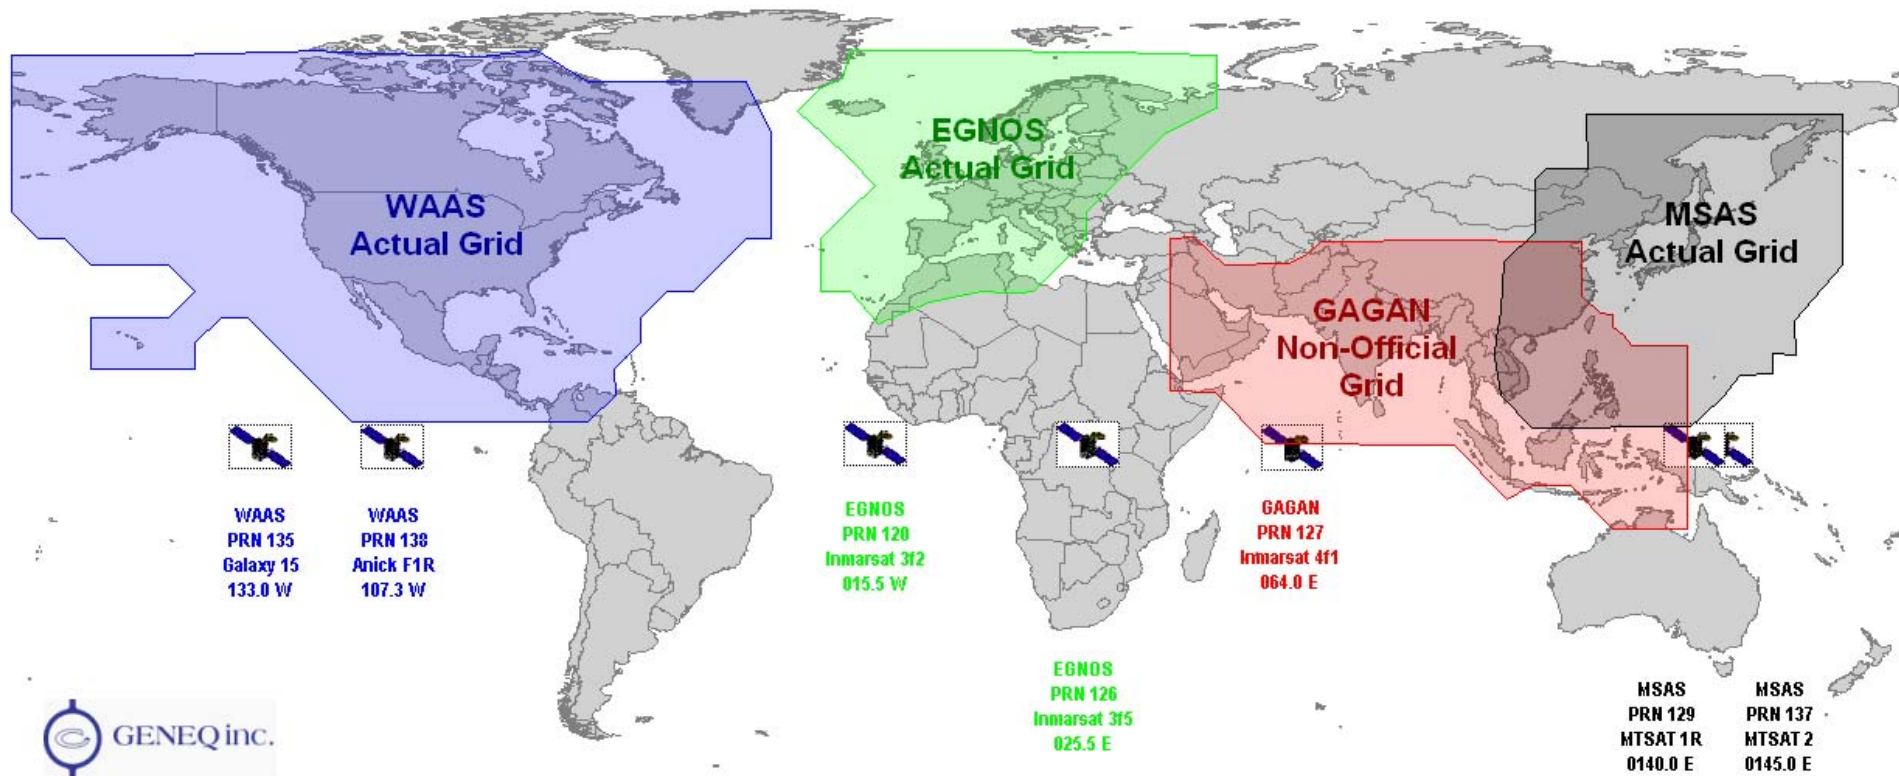 WAAS
Actual Grid
EGNOS
Actual Grid
MSAS
Actual Grid
GAGAN
Non-Official
Grid
WAAS
PRN 135
Galaxy 15
133.0 W
WAAS
PRN 138
Anick F1R
107.3 W
EGNOS
PRN 120
Inmarsat 3f2
015.5 W
EGNOS
PRN 126
Inmarsat 3f5
025.5 E
GAGAN
PRN 127
Inmarsat 4f1
064.0 E
MSAS
PRN 129
MTSAT 1R
0140.0 E
MSAS
PRN 137
MTSAT 2
0145.0 E
GENEQ inc.